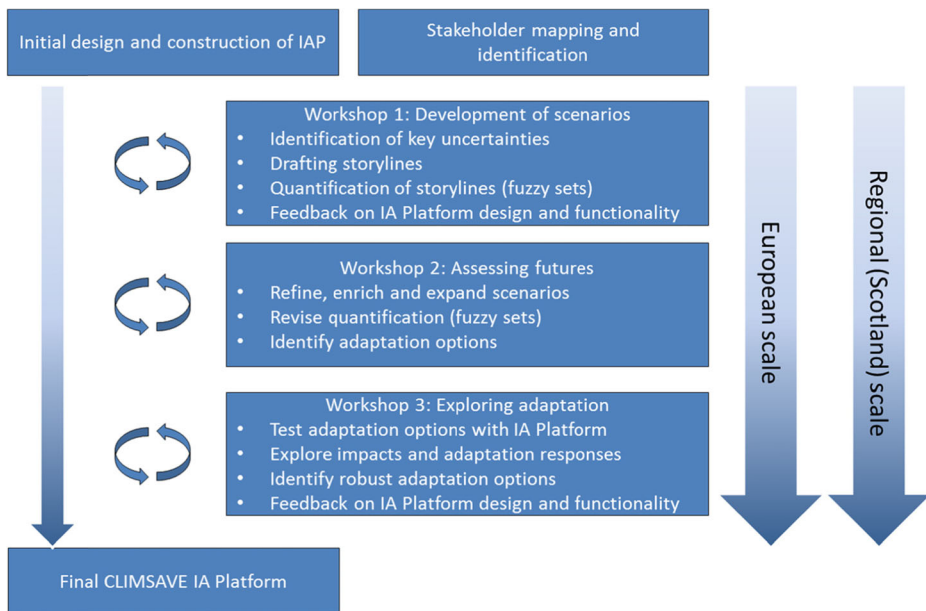 Initial design and construction of IAP
Stakeholder mapping and
identification
Workshop 1: Development of scenarios
• Identification of key uncertainties
• Drafting storylines
• Quantification of storylines (fuzzy sets)
• Feedback on IA Platform design and functionality
Workshop 2: Assessing futures
• Refine, enrich and expand scenarios
• Revise quantification (fuzzy sets)
• Identify adaptation options
Workshop 3: Exploring adaptation
• Test adaptation options with IA Platform
• Explore impacts and adaptation responses
• Identify robust adaptation options
• Feedback on IA Platform design and functionality
European scale
Regional (Scotland) scale
Final CLIMSAVE IA Platform